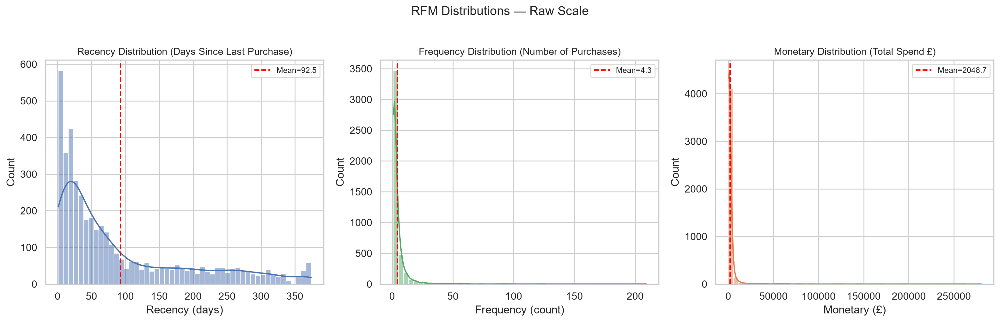 RFM Distributions — Raw Scale
Recency Distribution (Days Since Last Purchase)
Mean=92.5
600
500
400
300
200
100
0
Count
0 50 100 150 200 250 300 350
Recency (days)
Frequency Distribution (Number of Purchases)
Mean=4.3
3500
3000
2500
2000
1500
1000
500
0
Count
0 50 100 150 200
Frequency (count)
Monetary Distribution (Total Spend £)
Mean=2048.7
4000
3000
2000
1000
0
Count
0 50000 100000 150000 200000 250000
Monetary (£)